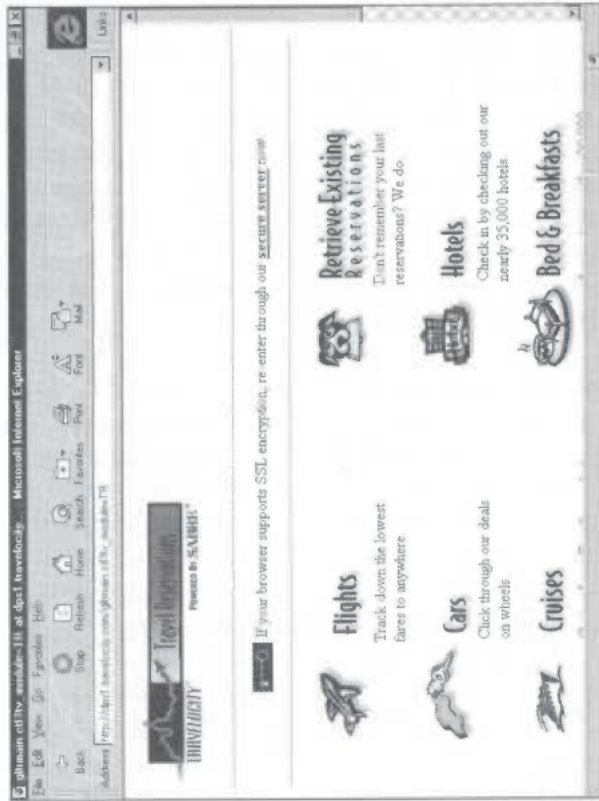 at dps1.travelocity Microsoft Internet Explorer
File Edit View Go Favorites Help
Back Stop Refresh Home Search Favorites Print Font Mail
Address Links
TRAVELOCITY
Travel Reservations
POWERED BY SABRE
If your browser supports SSL encryption, re-enter through our secure server now
Flights
Track down the lowest
fares to anywhere.
Retrieve Existing
Reservations
Don't remember your last
reservations? We do
Cars
Click through our deals
on wheels
Hotels
Check in by checking out our
nearly 35,000 hotels
Cruises
Bed & Breakfasts